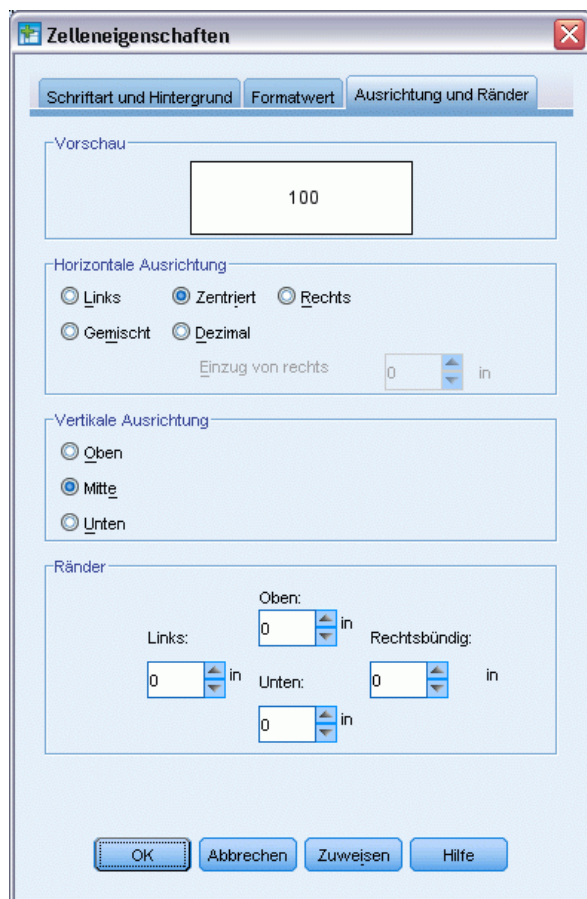 Zelleneigenschaften
Schriftart und Hintergrund Formatwert Ausrichtung und Ränder
Vorschau
100
Horizontale Ausrichtung
Links Zentriert Rechts
Gemischt Dezimal
Einzug von rechts 0 in
Vertikale Ausrichtung
Oben
Mitte
Unten
Ränder
Oben:
0 in
Links: Rechtsbündig:
0 in 0 in
Unten:
0 in
OK Abbrechen Zuweisen Hilfe